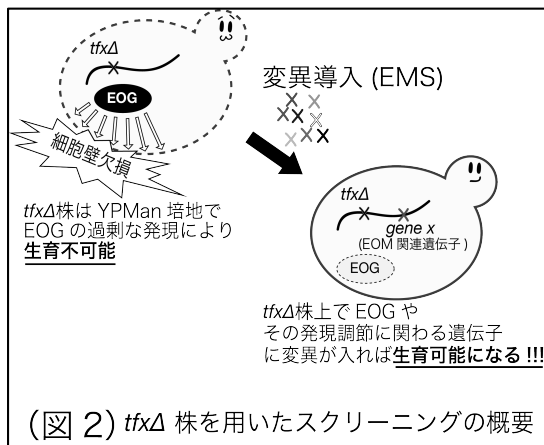 tfxΔ
EOG
細胞壁欠損
tfxΔ株は YPMan 培地で
EOG の過剰な発現により
生育不可能
変異導入 (EMS)
tfxΔ
gene x
(EOM 関連遺伝子)
EOG
tfxΔ株上で EOG や
その発現調節に関わる遺伝子
に変異が入れば生育可能になる!!!
(図 2) tfxΔ 株を用いたスクリーニングの概要